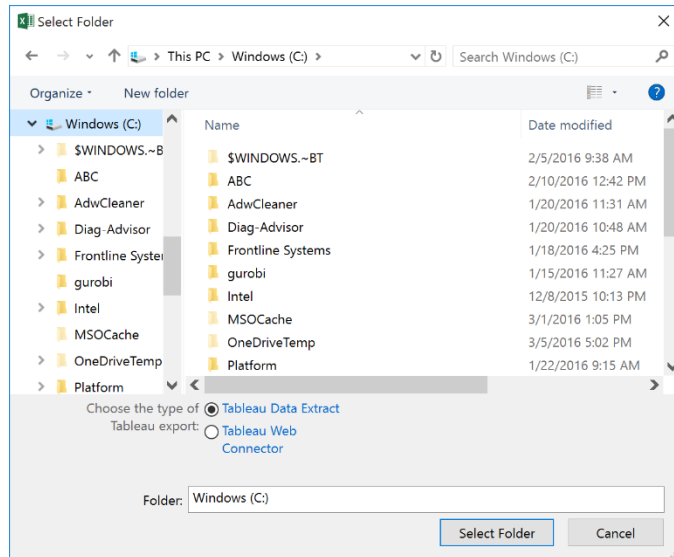 Select Folder
This PC > Windows (C:) >
Search Windows (C:)
Organize
New folder
?
Windows (C:)
Name
Date modified
$WINDOWS.~B
$WINDOWS.~BT
2/5/2016 9:38 AM
ABC
ABC
2/10/2016 12:42 PM
AdwCleaner
AdwCleaner
1/20/2016 11:31 AM
Diag-Advisor
Diag-Advisor
1/20/2016 10:48 AM
Frontline Syster
Frontline Systems
1/18/2016 4:25 PM
gurobi
gurobi
1/15/2016 11:27 AM
Intel
Intel
12/8/2015 10:13 PM
MSOCache
MSOCache
3/1/2016 1:05 PM
OneDriveTemp
OneDriveTemp
3/5/2016 5:02 PM
Platform
Platform
1/22/2016 9:15 AM
Choose the type of
Tableau export:
Tableau Data Extract
Tableau Web
Connector
Folder:
Windows (C:)
Select Folder
Cancel